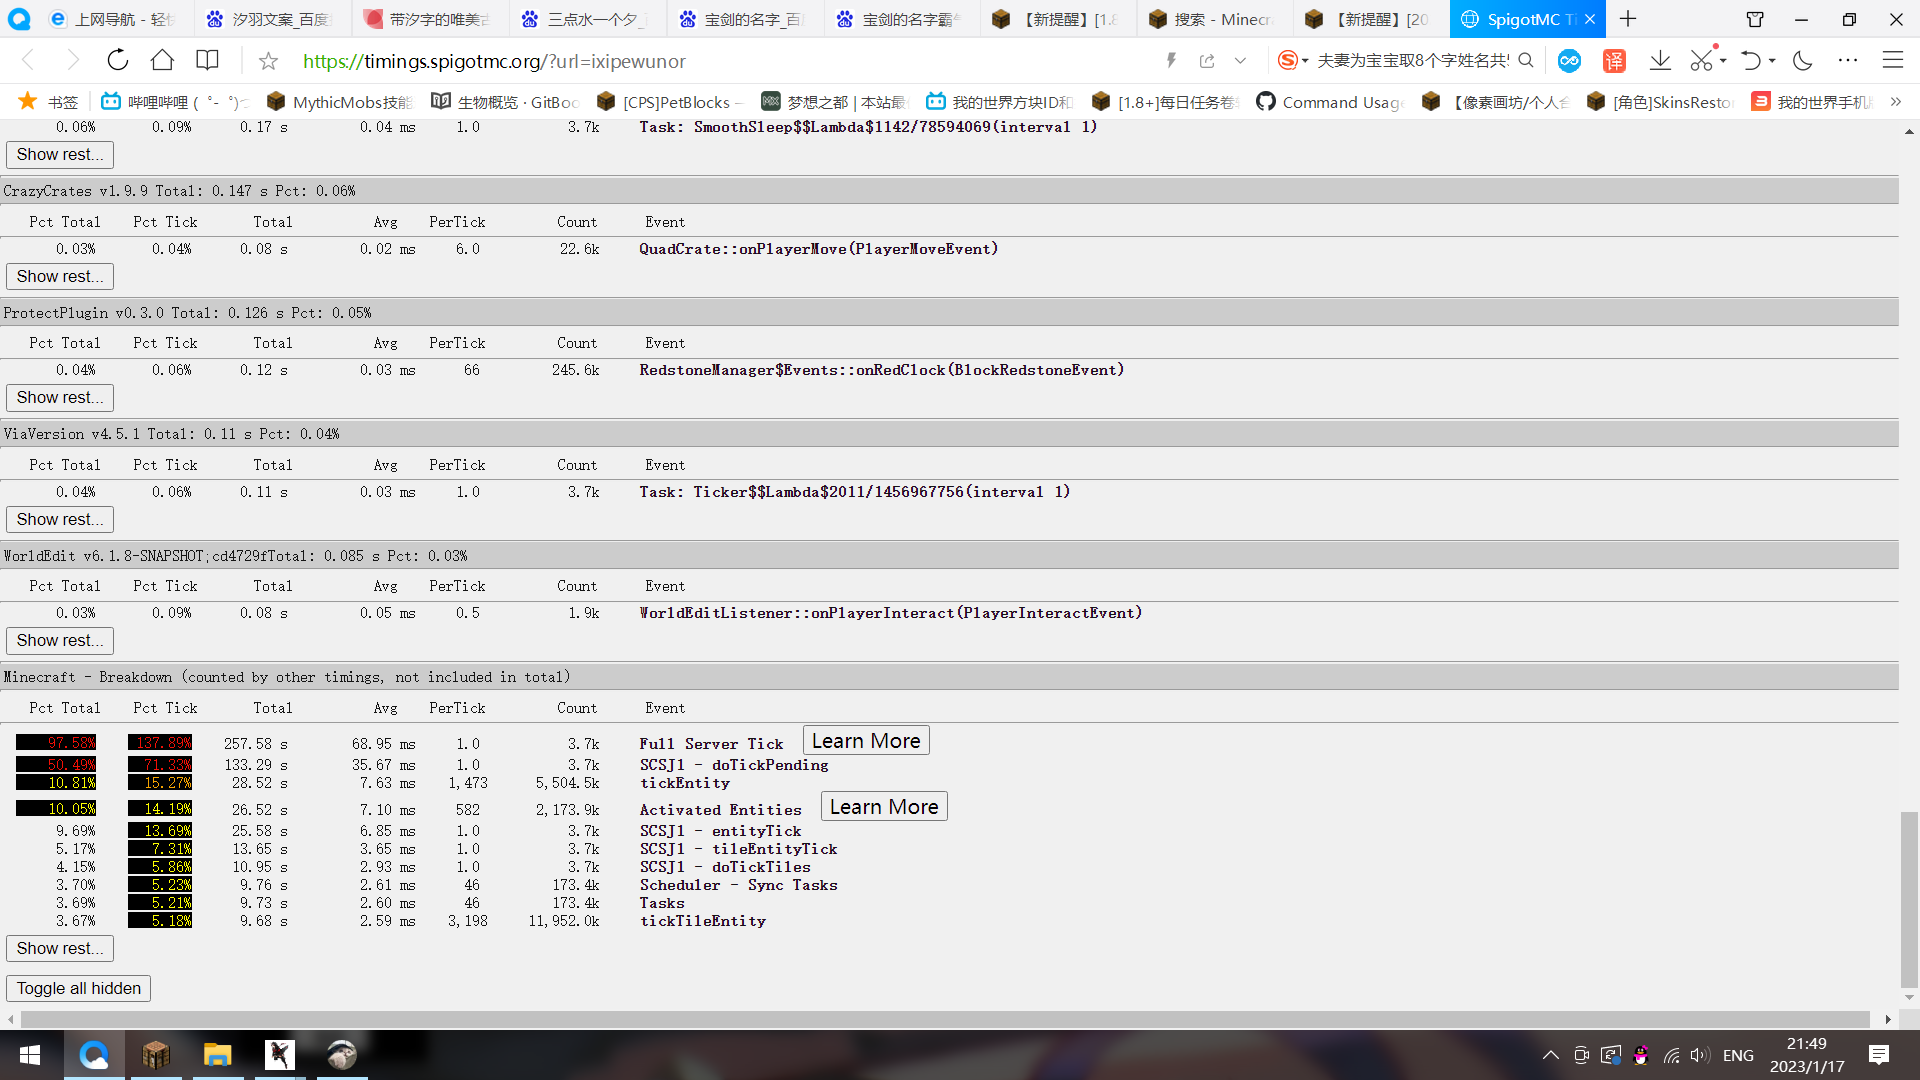 上网导航 - 轻快
汐羽文案_百度
带汐字的唯美古
三点水一个夕_
宝剑的名字_百
宝剑的名字霸气
【新提醒】[1.8
搜索 - Minecra
【新提醒】[20
SpigotMC Ti
https://timings.spigotmc.org/?url=ixipewunor
夫妻为宝宝取8个字姓名共!
译
书签
哔哩哔哩 (゜-゜)つ
MythicMobs技能
生物概览 · GitBoo
[CPS]PetBlocks –
梦想之都 | 本站最
我的世界方块ID和
[1.8+]每日任务卷
Command Usag
【像素画坊/个人合
[角色]SkinsRestor
我的世界手机
0.06% 0.09% 0.17 s 0.04 ms 1.0 3.7k Task: SmoothSleep$$Lambda$1142/78594069(interval 1)
Show rest...
CrazyCrates v1.9.9 Total: 0.147 s Pct: 0.06%
Pct Total Pct Tick Total Avg PerTick Count Event
0.03% 0.04% 0.08 s 0.02 ms 6.0 22.6k QuadCrate::onPlayerMove(PlayerMoveEvent)
Show rest...
ProtectPlugin v0.3.0 Total: 0.126 s Pct: 0.05%
Pct Total Pct Tick Total Avg PerTick Count Event
0.04% 0.06% 0.12 s 0.03 ms 66 245.6k RedstoneManager$Events::onRedClock(BlockRedstoneEvent)
Show rest...
ViaVersion v4.5.1 Total: 0.11 s Pct: 0.04%
Pct Total Pct Tick Total Avg PerTick Count Event
0.04% 0.06% 0.11 s 0.03 ms 1.0 3.7k Task: Ticker$$Lambda$2011/1456967756(interval 1)
Show rest...
WorldEdit v6.1.8-SNAPSHOT;cd4729fTotal: 0.085 s Pct: 0.03%
Pct Total Pct Tick Total Avg PerTick Count Event
0.03% 0.09% 0.08 s 0.05 ms 0.5 1.9k WorldEditListener::onPlayerInteract(PlayerInteractEvent)
Show rest...
Minecraft - Breakdown (counted by other timings, not included in total)
Pct Total Pct Tick Total Avg PerTick Count Event
97.58% 137.89% 257.58 s 68.95 ms 1.0 3.7k Full Server Tick Learn More
50.49% 71.33% 133.29 s 35.67 ms 1.0 3.7k SCSJ1 - doTickPending
10.81% 15.27% 28.52 s 7.63 ms 1,473 5,504.5k tickEntity
10.05% 14.19% 26.52 s 7.10 ms 582 2,173.9k Activated Entities Learn More
9.69% 13.69% 25.58 s 6.85 ms 1.0 3.7k SCSJ1 - entityTick
5.17% 7.31% 13.65 s 3.65 ms 1.0 3.7k SCSJ1 - tileEntityTick
4.15% 5.86% 10.95 s 2.93 ms 1.0 3.7k SCSJ1 - doTickTiles
3.70% 5.23% 9.76 s 2.61 ms 46 173.4k Scheduler - Sync Tasks
3.69% 5.21% 9.73 s 2.60 ms 46 173.4k Tasks
3.67% 5.18% 9.68 s 2.59 ms 3,198 11,952.0k tickTileEntity
Show rest...
Toggle all hidden
ENG
21:49
2023/1/17